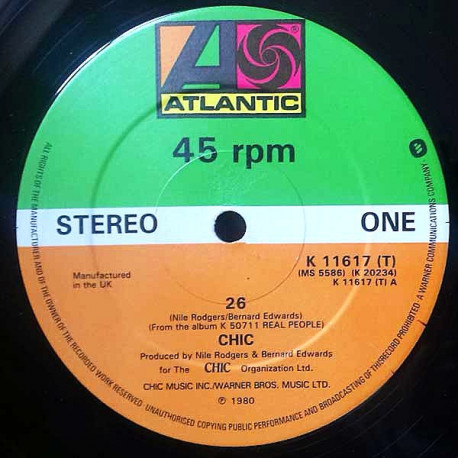 ATLANTIC
45 rpm
STEREO
ONE
K 11617 (T)
(MS 5586) (K 20234)
K 11617 (T) A
Manufactured
in the UK
26
(Nile Rodgers/Bernard Edwards)
(From the album K 50711 REAL PEOPLE)
CHIC
Produced by Nile Rodgers & Bernard Edwards
for The CHIC Organization Ltd.
CHIC MUSIC INC./WARNER BROS. MUSIC LTD.
℗ 1980
ALL RIGHTS OF THE MANUFACTURER AND OF THE OWNER OF THE RECORDED WORK RESERVED · UNAUTHORISED COPYING PUBLIC PERFORMANCE AND BROADCASTING OF THIS RECORD PROHIBITED. A WARNER COMMUNICATIONS COMPANY.